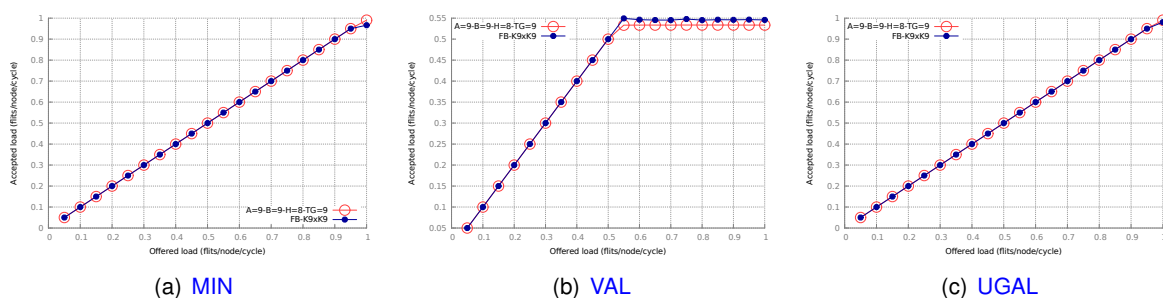 A=9-B=9-H=8-TG=9
FB-K9xK9
Accepted load (flits/node/cycle)
1
0.9
0.8
0.7
0.6
0.5
0.4
0.3
0.2
0.1
0
0.1 0.2 0.3 0.4 0.5 0.6 0.7 0.8 0.9 1
Offered load (flits/node/cycle)
(a) MIN
A=9-B=9-H=8-TG=9
FB-K9xK9
Accepted load (flits/node/cycle)
0.55
0.5
0.45
0.4
0.35
0.3
0.25
0.2
0.15
0.1
0.05
0.1 0.2 0.3 0.4 0.5 0.6 0.7 0.8 0.9 1
Offered load (flits/node/cycle)
(b) VAL
A=9-B=9-H=8-TG=9
FB-K9xK9
Accepted load (flits/node/cycle)
1
0.9
0.8
0.7
0.6
0.5
0.4
0.3
0.2
0.1
0
0.1 0.2 0.3 0.4 0.5 0.6 0.7 0.8 0.9 1
Offered load (flits/node/cycle)
(c) UGAL